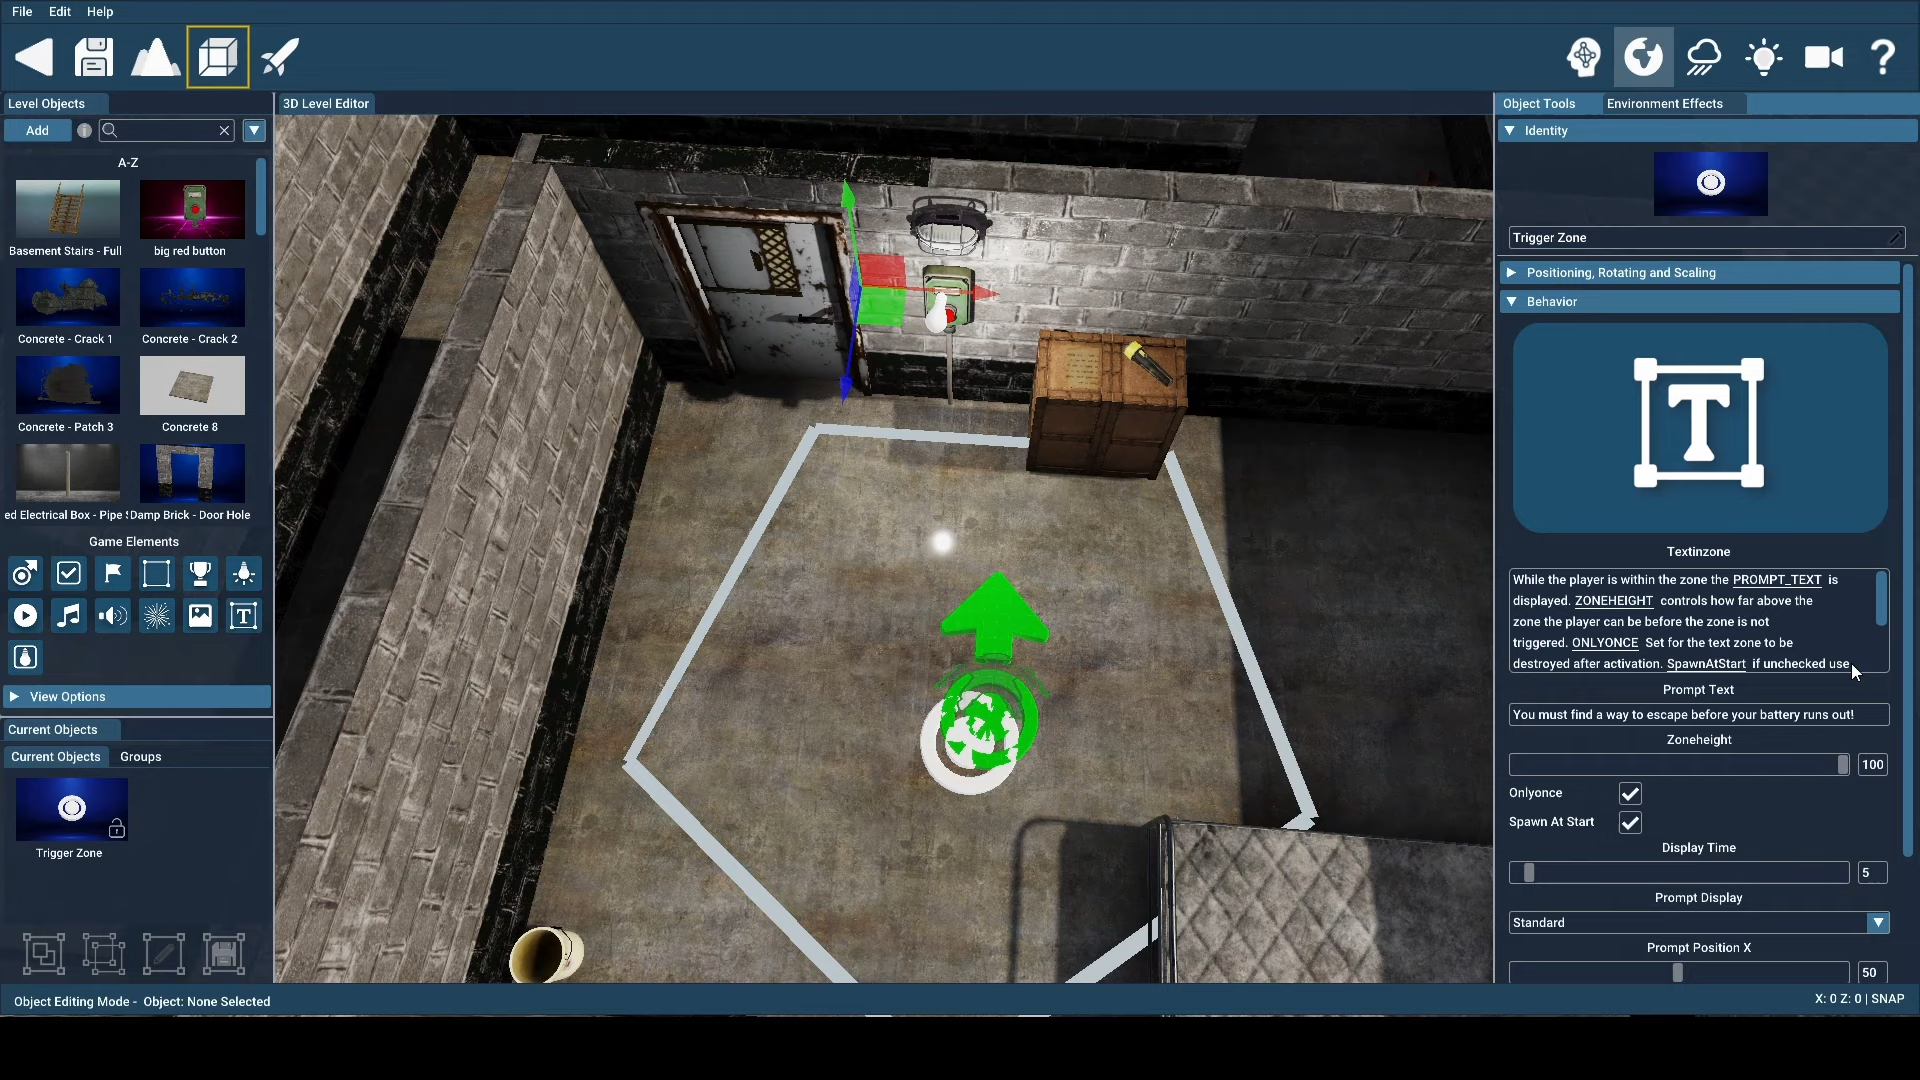 File Edit Help
Level Objects
Add
A-Z
Basement Stairs - Full
big red button
Concrete - Crack 1
Concrete - Crack 2
Concrete - Patch 3
Concrete 8
ed Electrical Box - Pipe S
Damp Brick - Door Hole
Game Elements
View Options
Current Objects
Current Objects Groups
Trigger Zone
3D Level Editor
Object Tools Environment Effects
Identity
Trigger Zone
Positioning, Rotating and Scaling
Behavior
T
Textinzone
While the player is within the zone the PROMPT_TEXT is
displayed. ZONEHEIGHT controls how far above the
zone the player can be before the zone is not
triggered. ONLYONCE Set for the text zone to be
destroyed after activation. SpawnAtStart if unchecked use
Prompt Text
You must find a way to escape before your battery runs out!
Zoneheight
100
Onlyonce
Spawn At Start
Display Time
5
Prompt Display
Standard
Prompt Position X
50
Object Editing Mode - Object: None Selected
X: 0 Z: 0 | SNAP